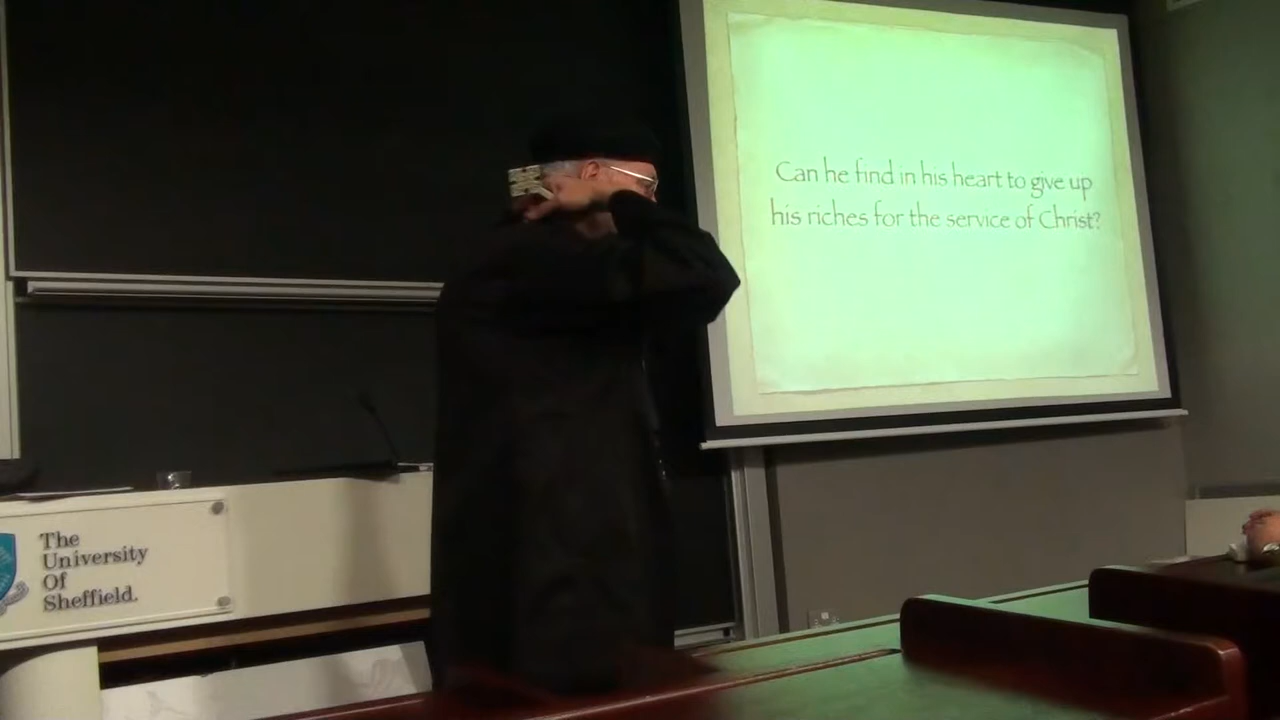 Can he find in his heart to give up
his riches for the service of Christ?
The
University
Of
Sheffield.